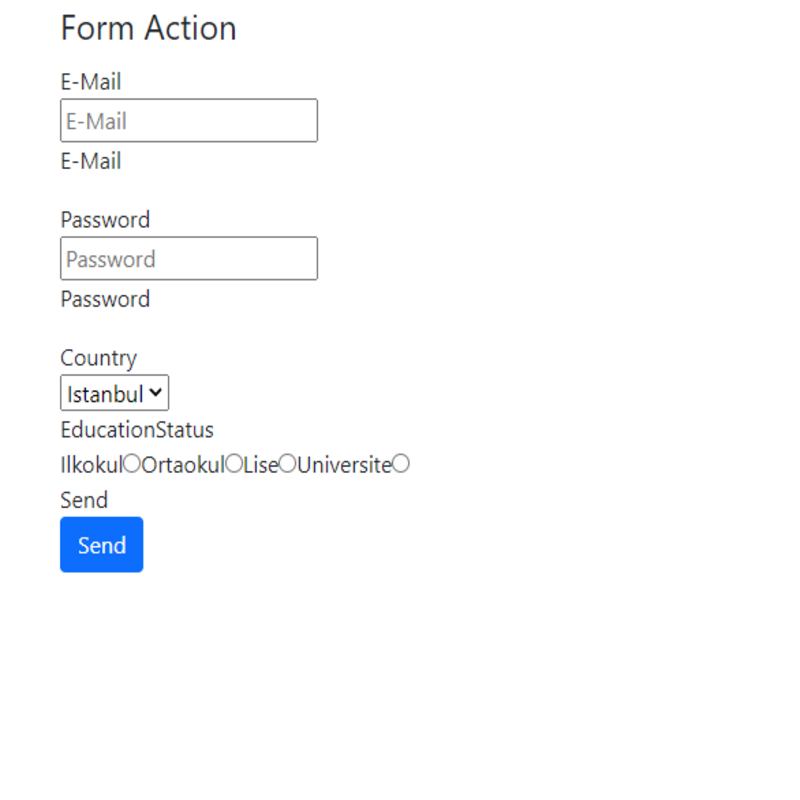 Form Action
E-Mail
E-Mail
E-Mail
Password
Password
Password
Country
Istanbul
EducationStatus
Ilkokul Ortaokul Lise Universite
Send
Send